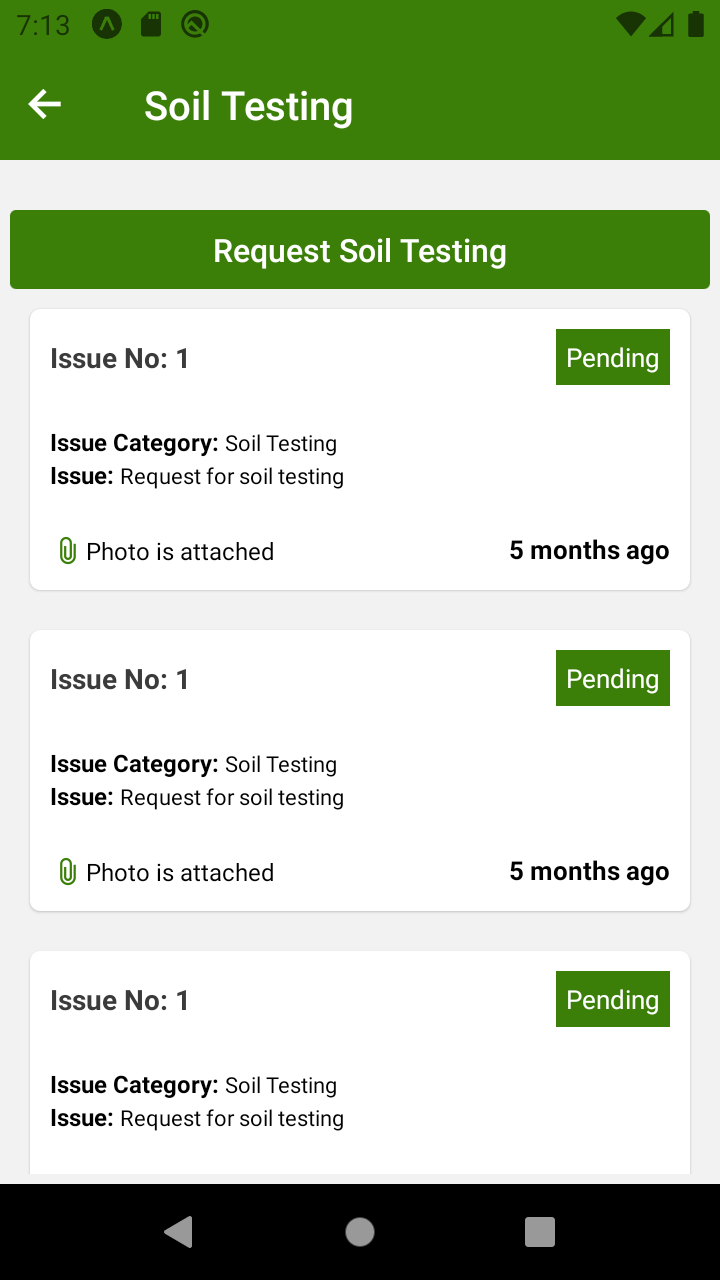 7:13
Soil Testing
Request Soil Testing
Issue No: 1
Pending
Issue Category: Soil Testing
Issue: Request for soil testing
Photo is attached
5 months ago
Issue No: 1
Pending
Issue Category: Soil Testing
Issue: Request for soil testing
Photo is attached
5 months ago
Issue No: 1
Pending
Issue Category: Soil Testing
Issue: Request for soil testing